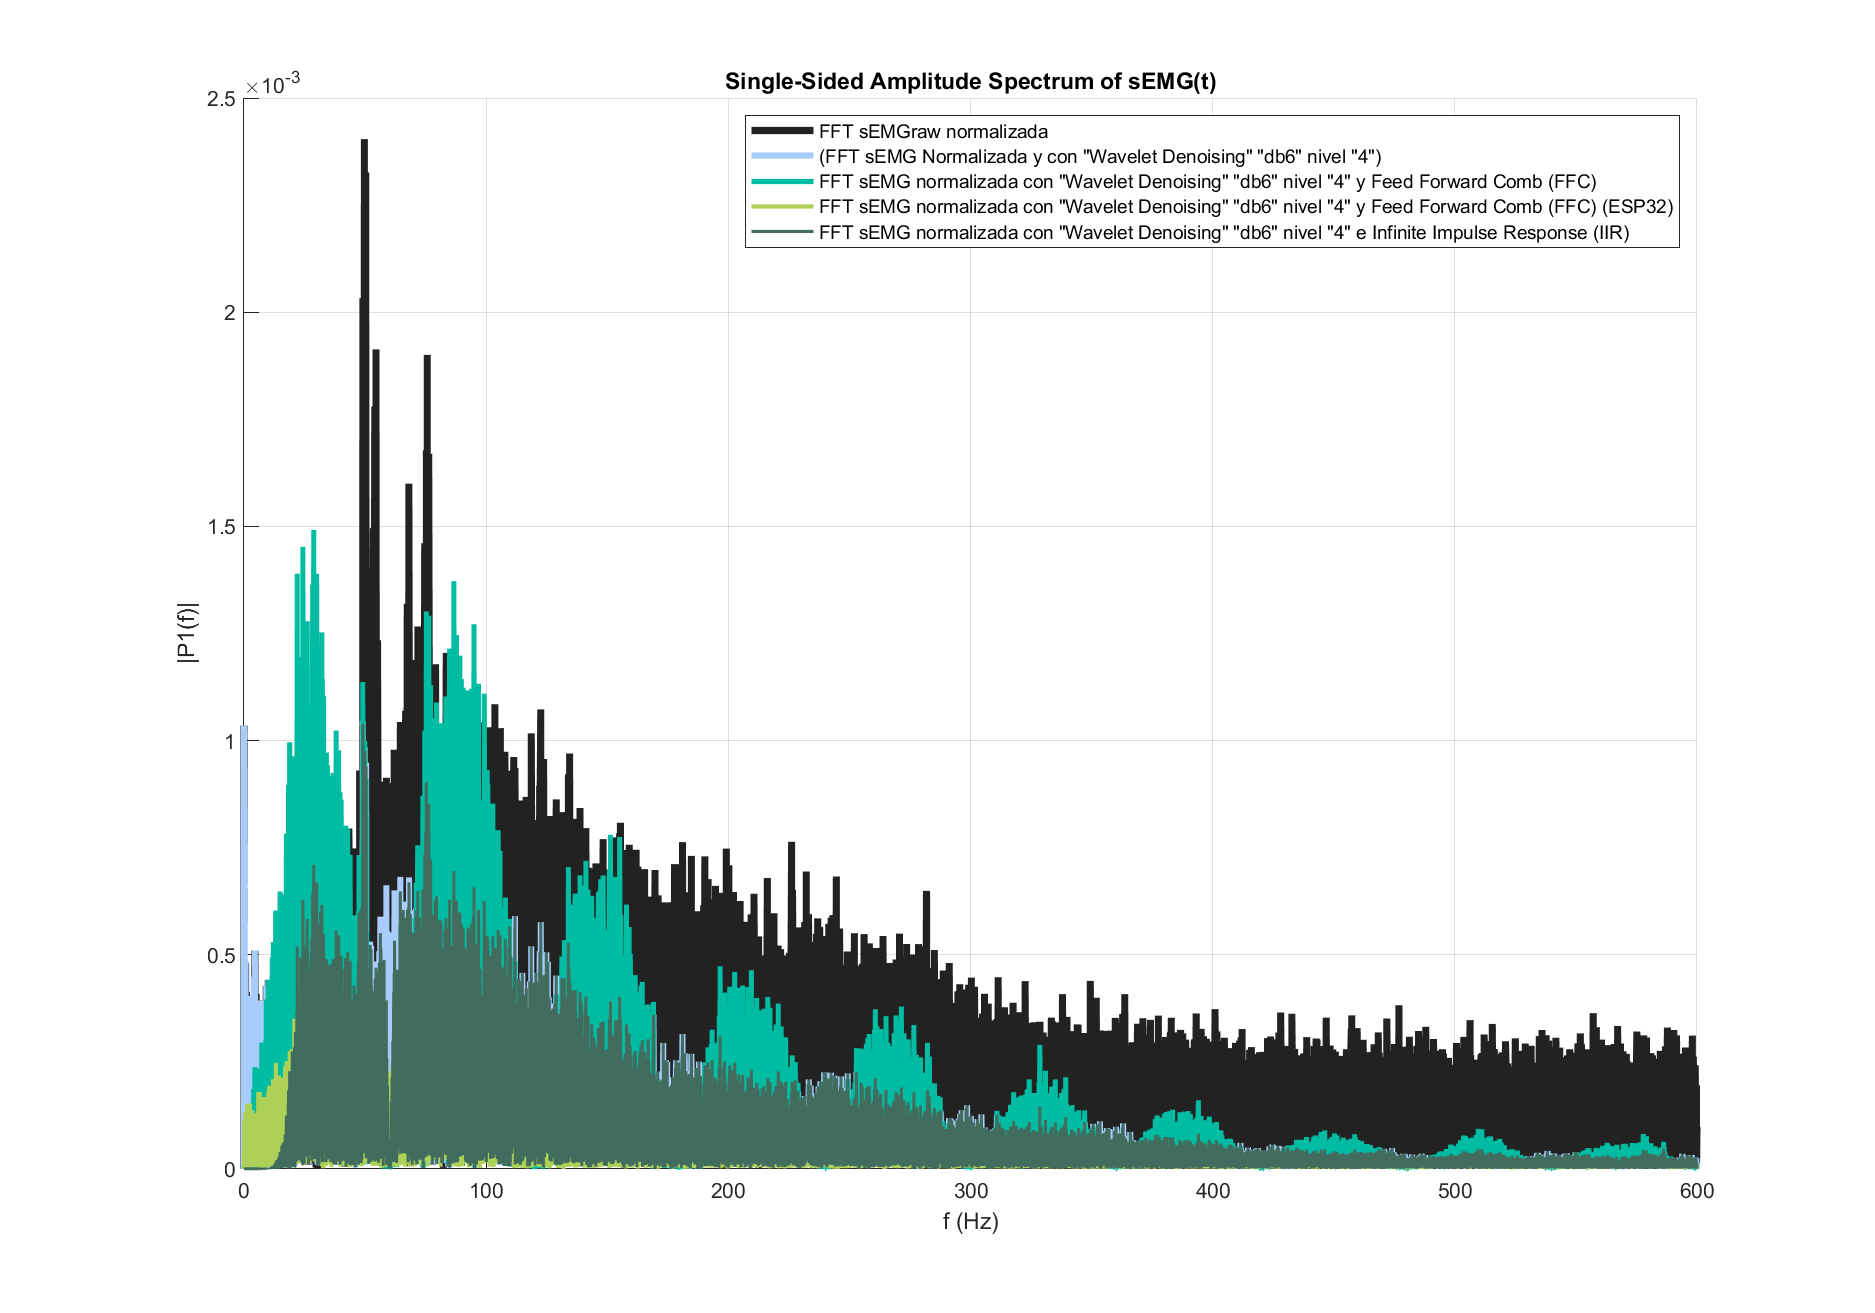 Single-Sided Amplitude Spectrum of sEMG(t)
×10-3
2.5
2
1.5
1
0.5
0
|P1(f)|
FFT sEMGraw normalizada
(FFT sEMG Normalizada y con "Wavelet Denoising" "db6" nivel "4")
FFT sEMG normalizada con "Wavelet Denoising" "db6" nivel "4" y Feed Forward Comb (FFC)
FFT sEMG normalizada con "Wavelet Denoising" "db6" nivel "4" y Feed Forward Comb (FFC) (ESP32)
FFT sEMG normalizada con "Wavelet Denoising" "db6" nivel "4" e Infinite Impulse Response (IIR)
0 100 200 300 400 500 600
f (Hz)